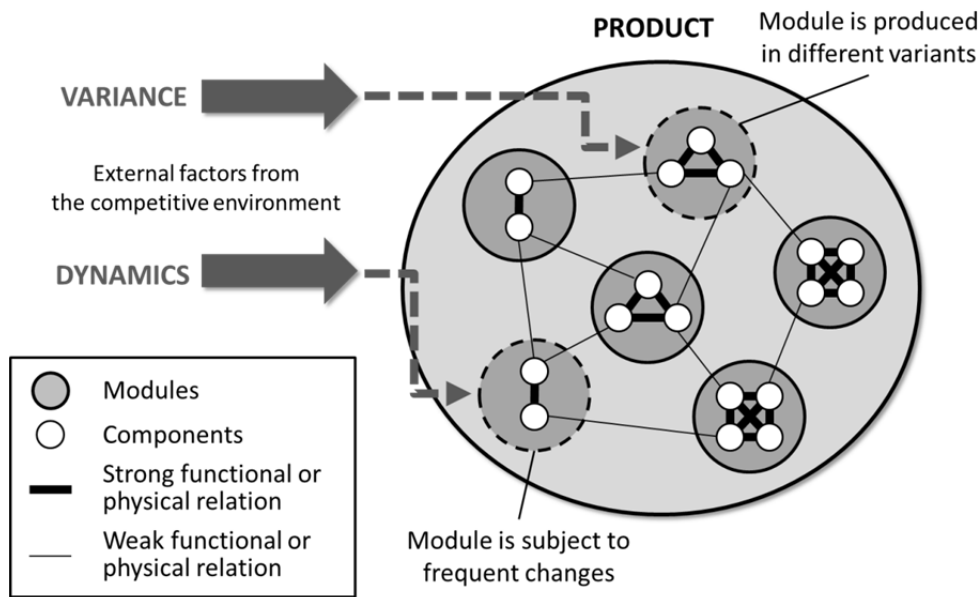 PRODUCT
Module is produced
in different variants
VARIANCE
External factors from
the competitive environment
DYNAMICS
Modules
Components
Strong functional or
physical relation
Weak functional or
physical relation
Module is subject to
frequent changes